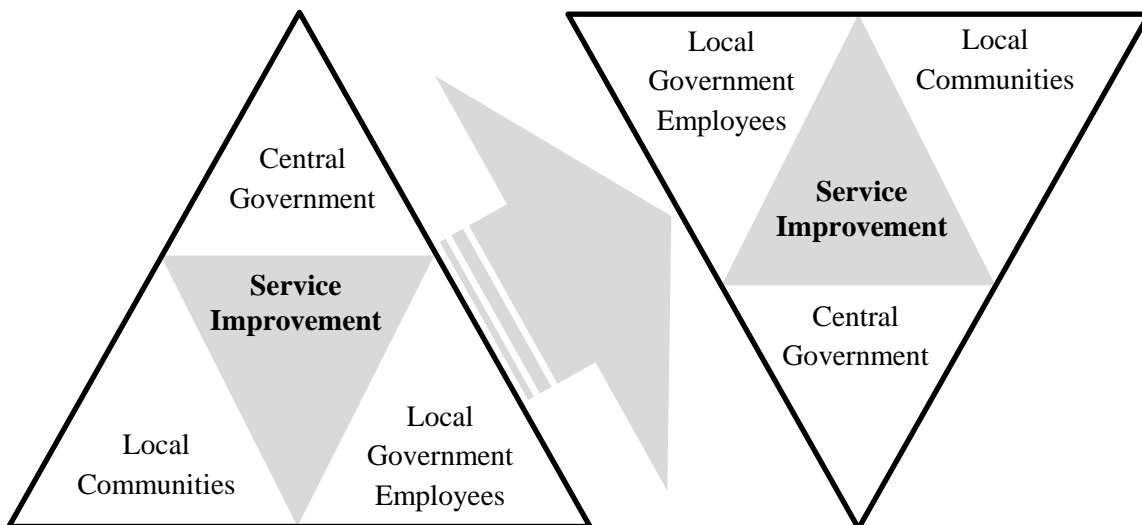 Central
Government
Service
Improvement
Local
Communities
Local
Government
Employees
Local
Government
Employees
Local
Communities
Service
Improvement
Central
Government